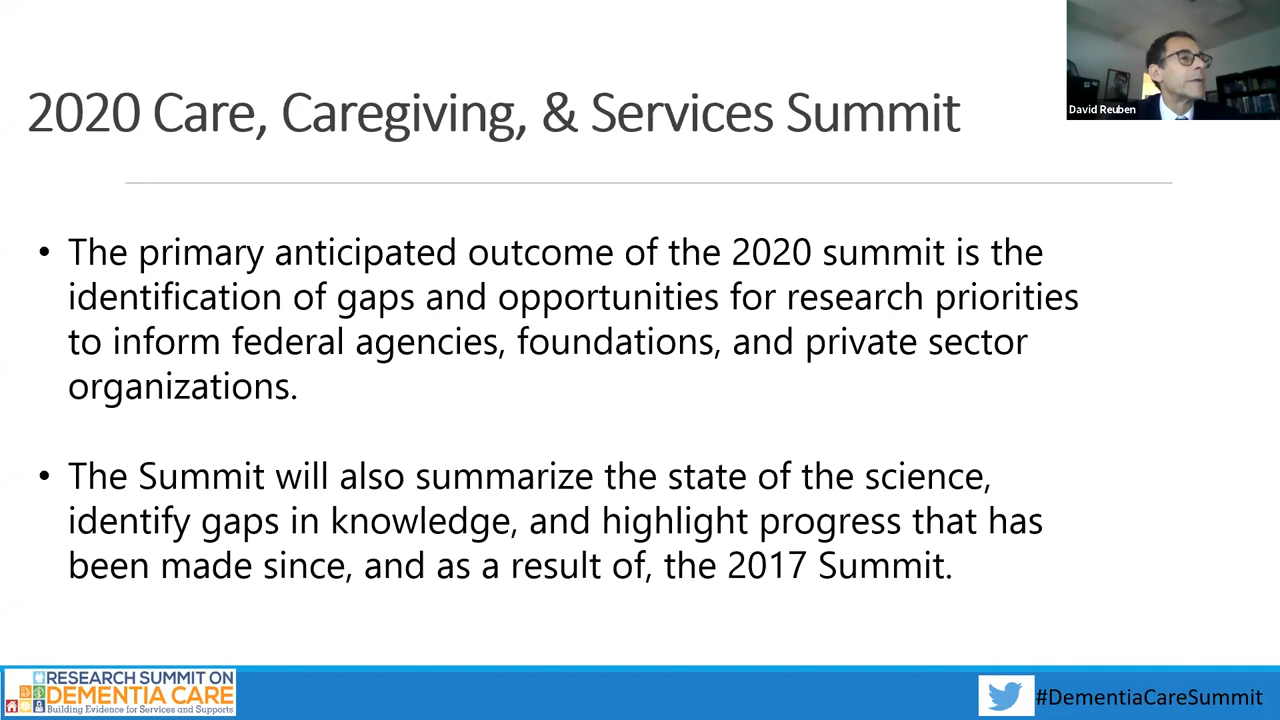 David Reuben
2020 Care, Caregiving, & Services Summit
• The primary anticipated outcome of the 2020 summit is the
identification of gaps and opportunities for research priorities
to inform federal agencies, foundations, and private sector
organizations.
• The Summit will also summarize the state of the science,
identify gaps in knowledge, and highlight progress that has
been made since, and as a result of, the 2017 Summit.
RESEARCH SUMMIT ON
DEMENTIA CARE
Building Evidence for Services and Supports
#DementiaCareSummit